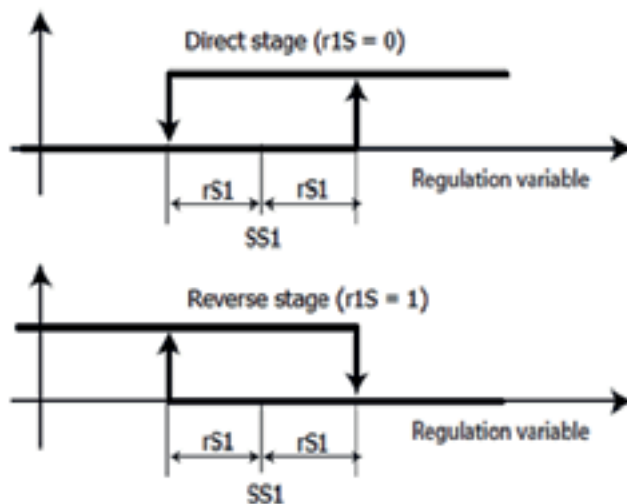 Direct stage (r1S = 0)
Regulation variable
rS1 rS1
SS1
Reverse stage (r1S = 1)
Regulation variable
rS1 rS1
SS1